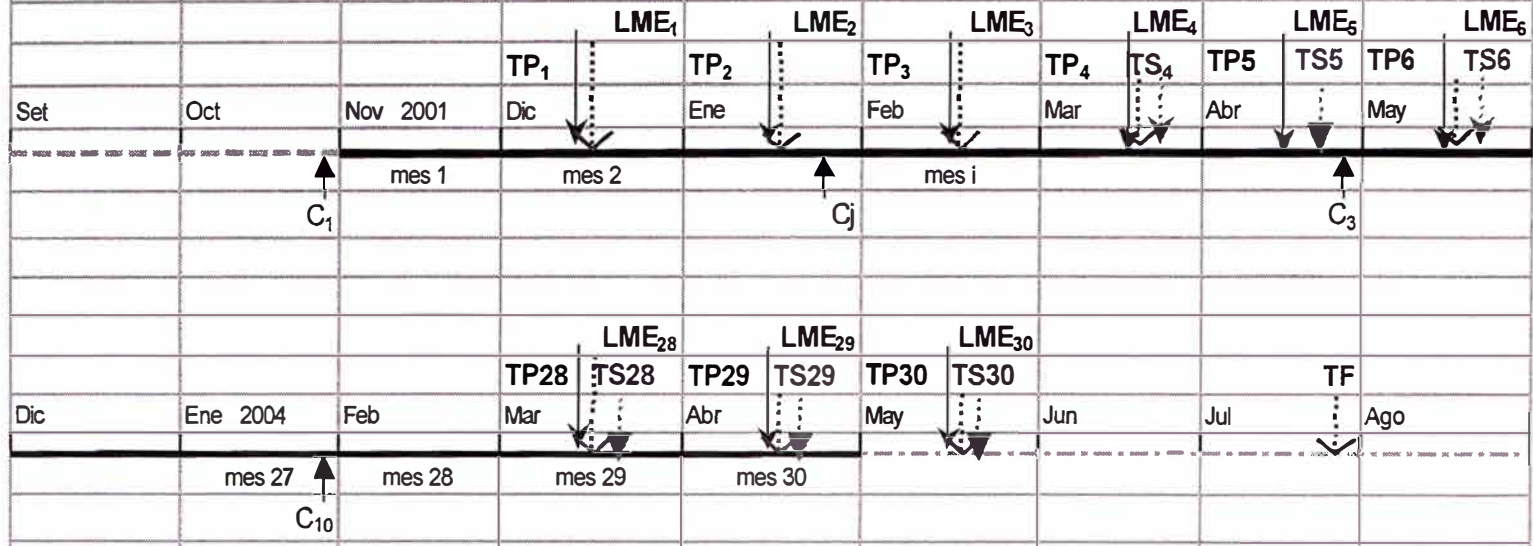 LME₁ LME₂ LME₃ LME₄ LME₅ LME₆
TP₁ TP₂ TP₃ TP₄ TS₄ TP5 TS5 TP6 TS6
Set Oct Nov 2001 Dic Ene Feb Mar Abr May
mes 1 mes 2 mes i
C₁ Cj C₃
LME₂₈ LME₂₉ LME₃₀
TP28 TS28 TP29 TS29 TP30 TS30 TF
Dic Ene 2004 Feb Mar Abr May Jun Jul Ago
mes 27 mes 28 mes 29 mes 30
C₁₀